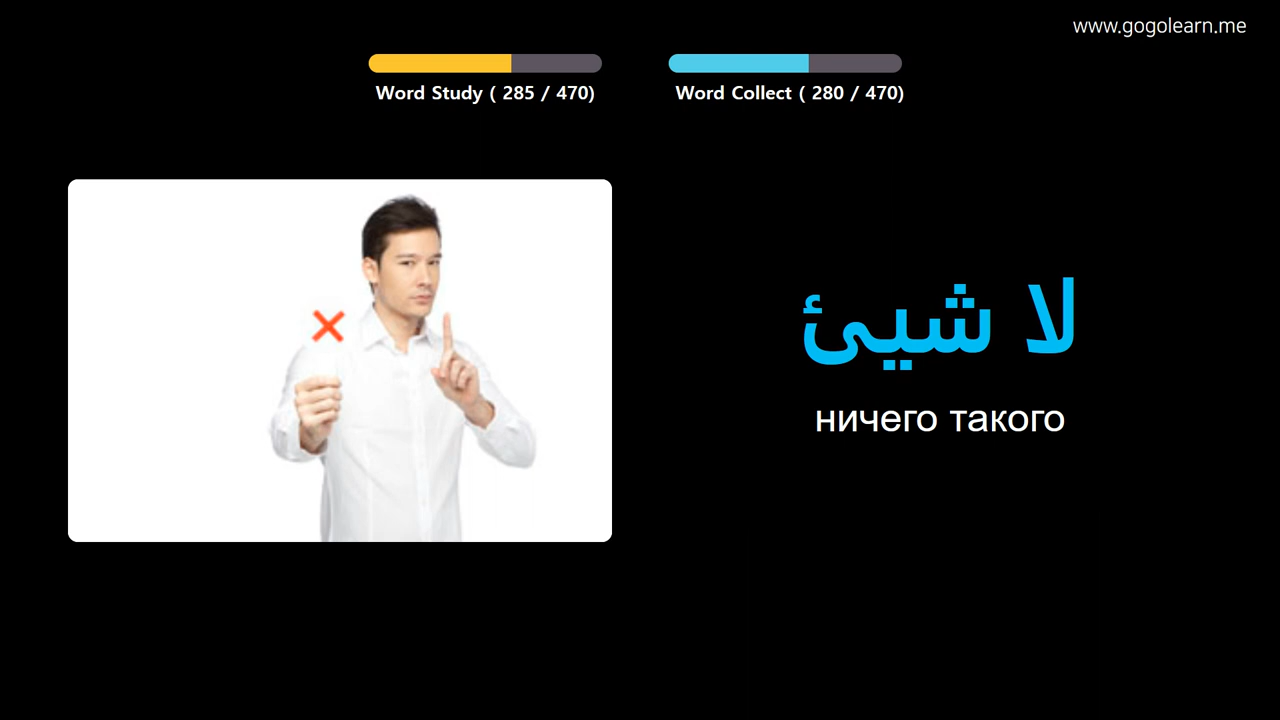 www.gogolearn.me
Word Study ( 285 / 470)
Word Collect ( 280 / 470)
لا شيئ
ничего такого